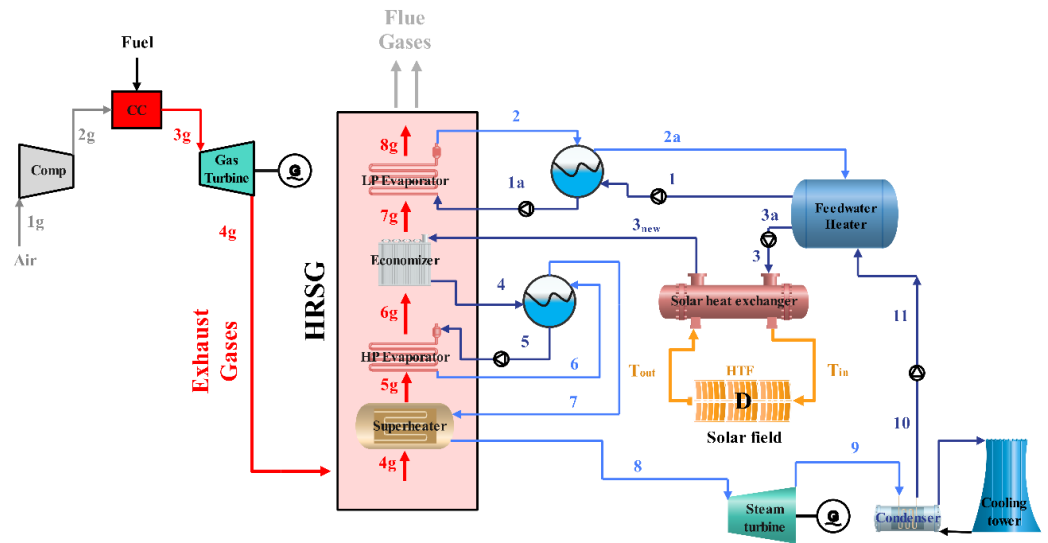 Flue
Gases
Fuel
CC
2g
3g
Comp
Gas
Turbine
G
1g
Air
4g
Exhaust
Gases
HRSG
8g
LP Evaporator
7g
Economizer
6g
HP Evaporator
5g
Superheater
4g
2
2a
1a
1
Feedwater
Heater
3new
3a
3
4
5
6
7
Solar heat exchanger
11
Tout
HTF
Tin
D
Solar field
10
8
9
Steam
turbine
G
Condenser
Cooling
tower